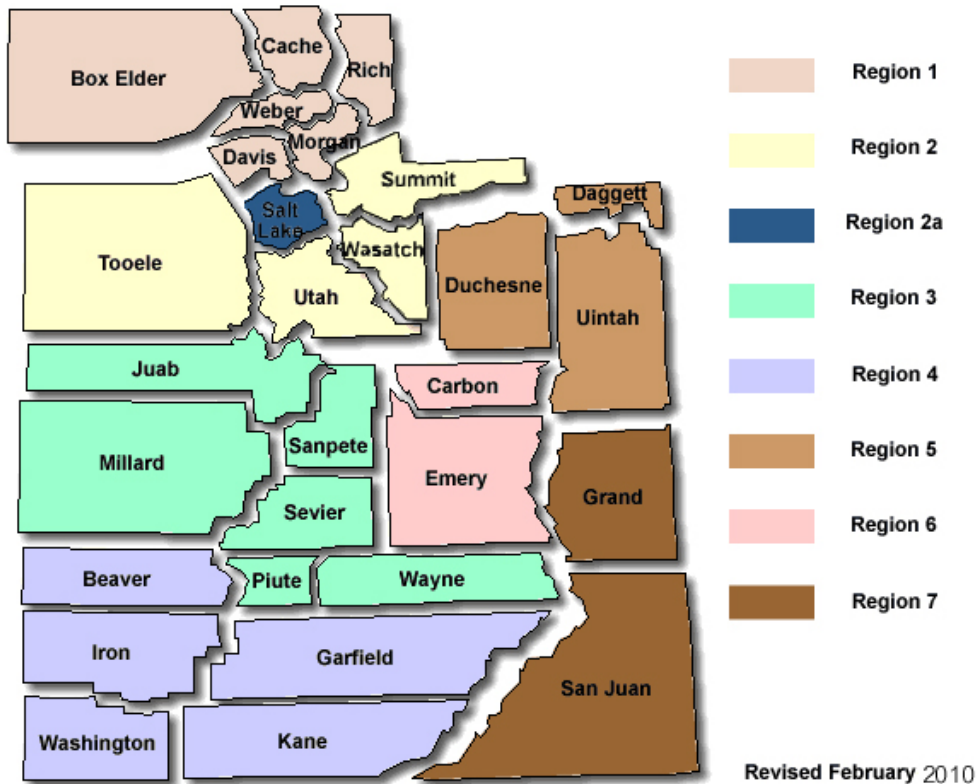 Cache
Rich
Box Elder
Weber
Morgan
Davis
Summit
Daggett
Salt
Lake
Wasatch
Tooele
Utah
Duchesne
Uintah
Juab
Carbon
Sanpete
Millard
Emery
Grand
Sevier
Beaver
Piute
Wayne
Iron
Garfield
San Juan
Washington
Kane
Region 1
Region 2
Region 2a
Region 3
Region 4
Region 5
Region 6
Region 7
Revised February 2010